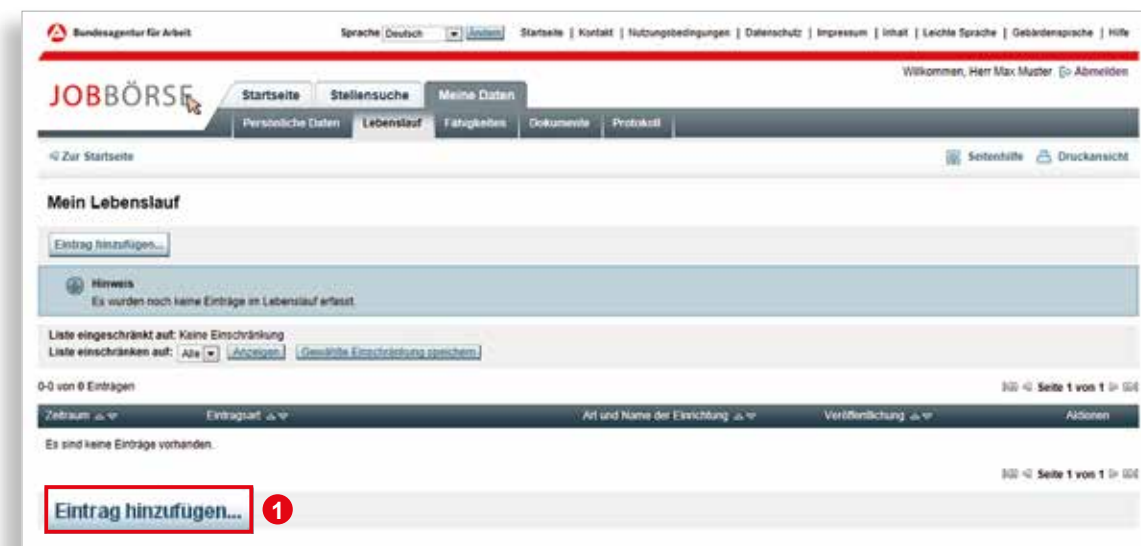 Bundesagentur für Arbeit
Sprache Deutsch Ändern Startseite | Kontakt | Nutzungsbedingungen | Datenschutz | Impressum | Inhalt | Leichte Sprache | Gebärdensprache | Hilfe
Willkommen, Herr Max Muster Abmelden
JOBBÖRSE
Startseite Stellensuche Meine Daten
Persönliche Daten Lebenslauf Fähigkeiten Dokumente Protokoll
Zur Startseite Seitenhilfe Druckansicht
Mein Lebenslauf
Eintrag hinzufügen...
Hinweis
Es wurden noch keine Einträge im Lebenslauf erfasst.
Liste eingeschränkt auf: Keine Einschränkung
Liste einschränken auf: Alle Anzeigen Gewählte Einschränkung speichern
0-0 von 0 Einträgen Seite 1 von 1
Zeitraum Eintragsart Art und Name der Einrichtung Veröffentlichung Aktionen
Es sind keine Einträge vorhanden.
Seite 1 von 1
Eintrag hinzufügen... 1